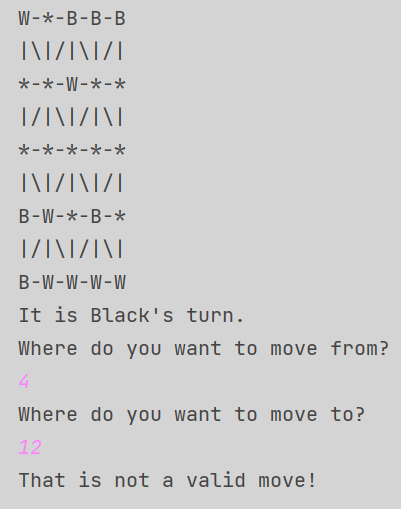 W-*-B-B-B
|\|/|\|/|
*-*-W-*-*
|/|\|/|\|
*-*-*-*-*
|\|/|\|/|
B-W-*-B-*
|/|\|/|\|
B-W-W-W-W
It is Black's turn.
Where do you want to move from?
4
Where do you want to move to?
12
That is not a valid move!